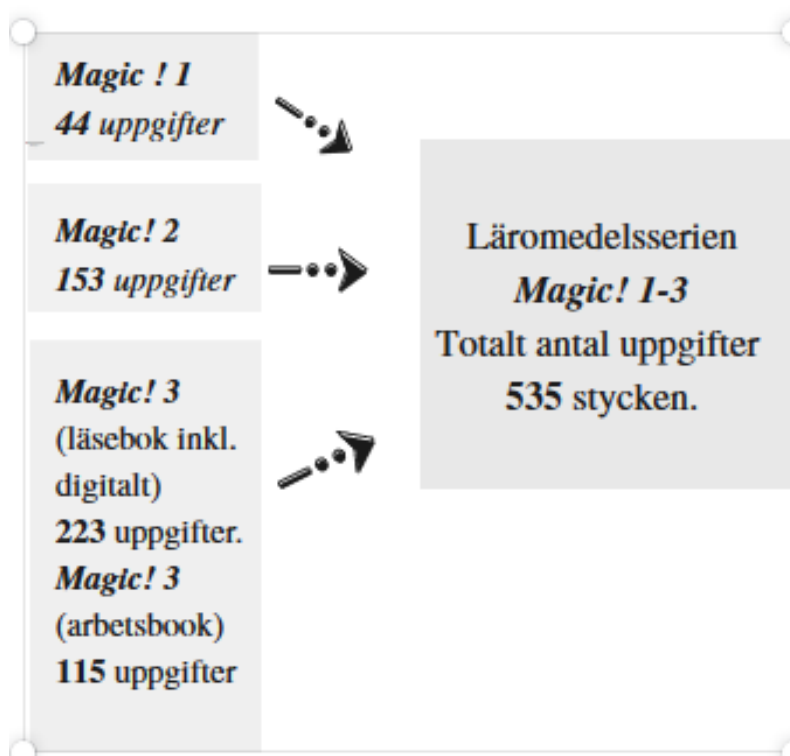 Magic ! 1
44 uppgifter
Magic! 2
153 uppgifter
Magic! 3
(läsebok inkl.
digitalt)
223 uppgifter.
Magic! 3
(arbetsbook)
115 uppgifter
Läromedelsserien
Magic! 1-3
Totalt antal uppgifter
535 stycken.